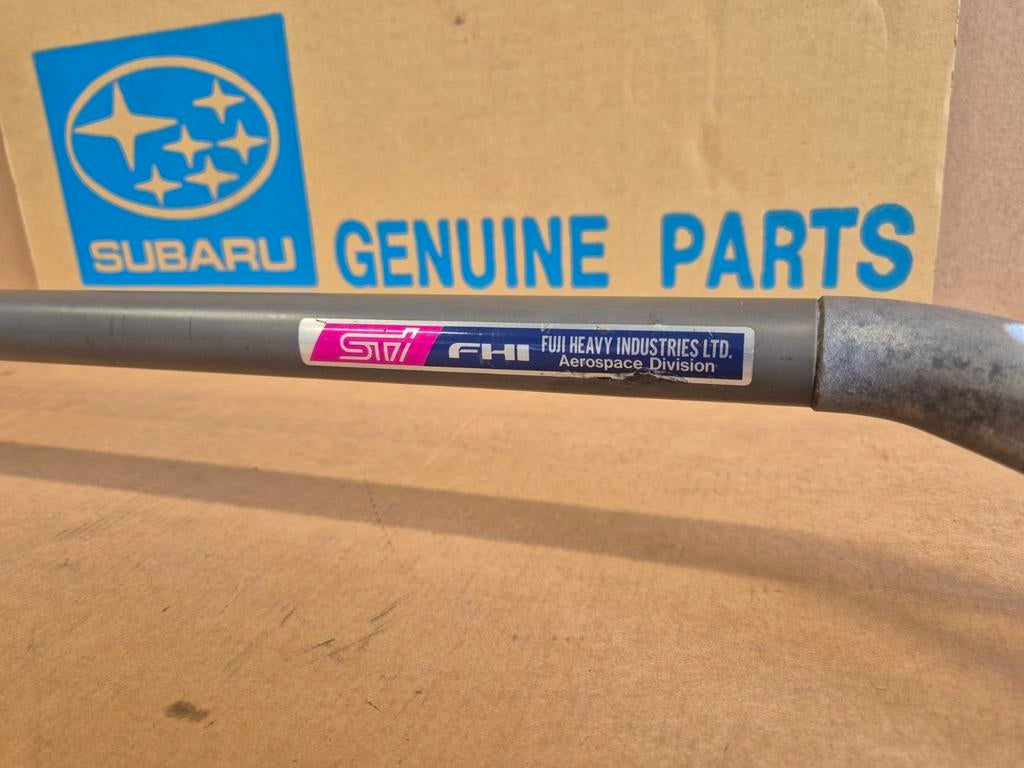 SUBARU
GENUINE PARTS
STi FHI FUJI HEAVY INDUSTRIES LTD.
Aerospace Division